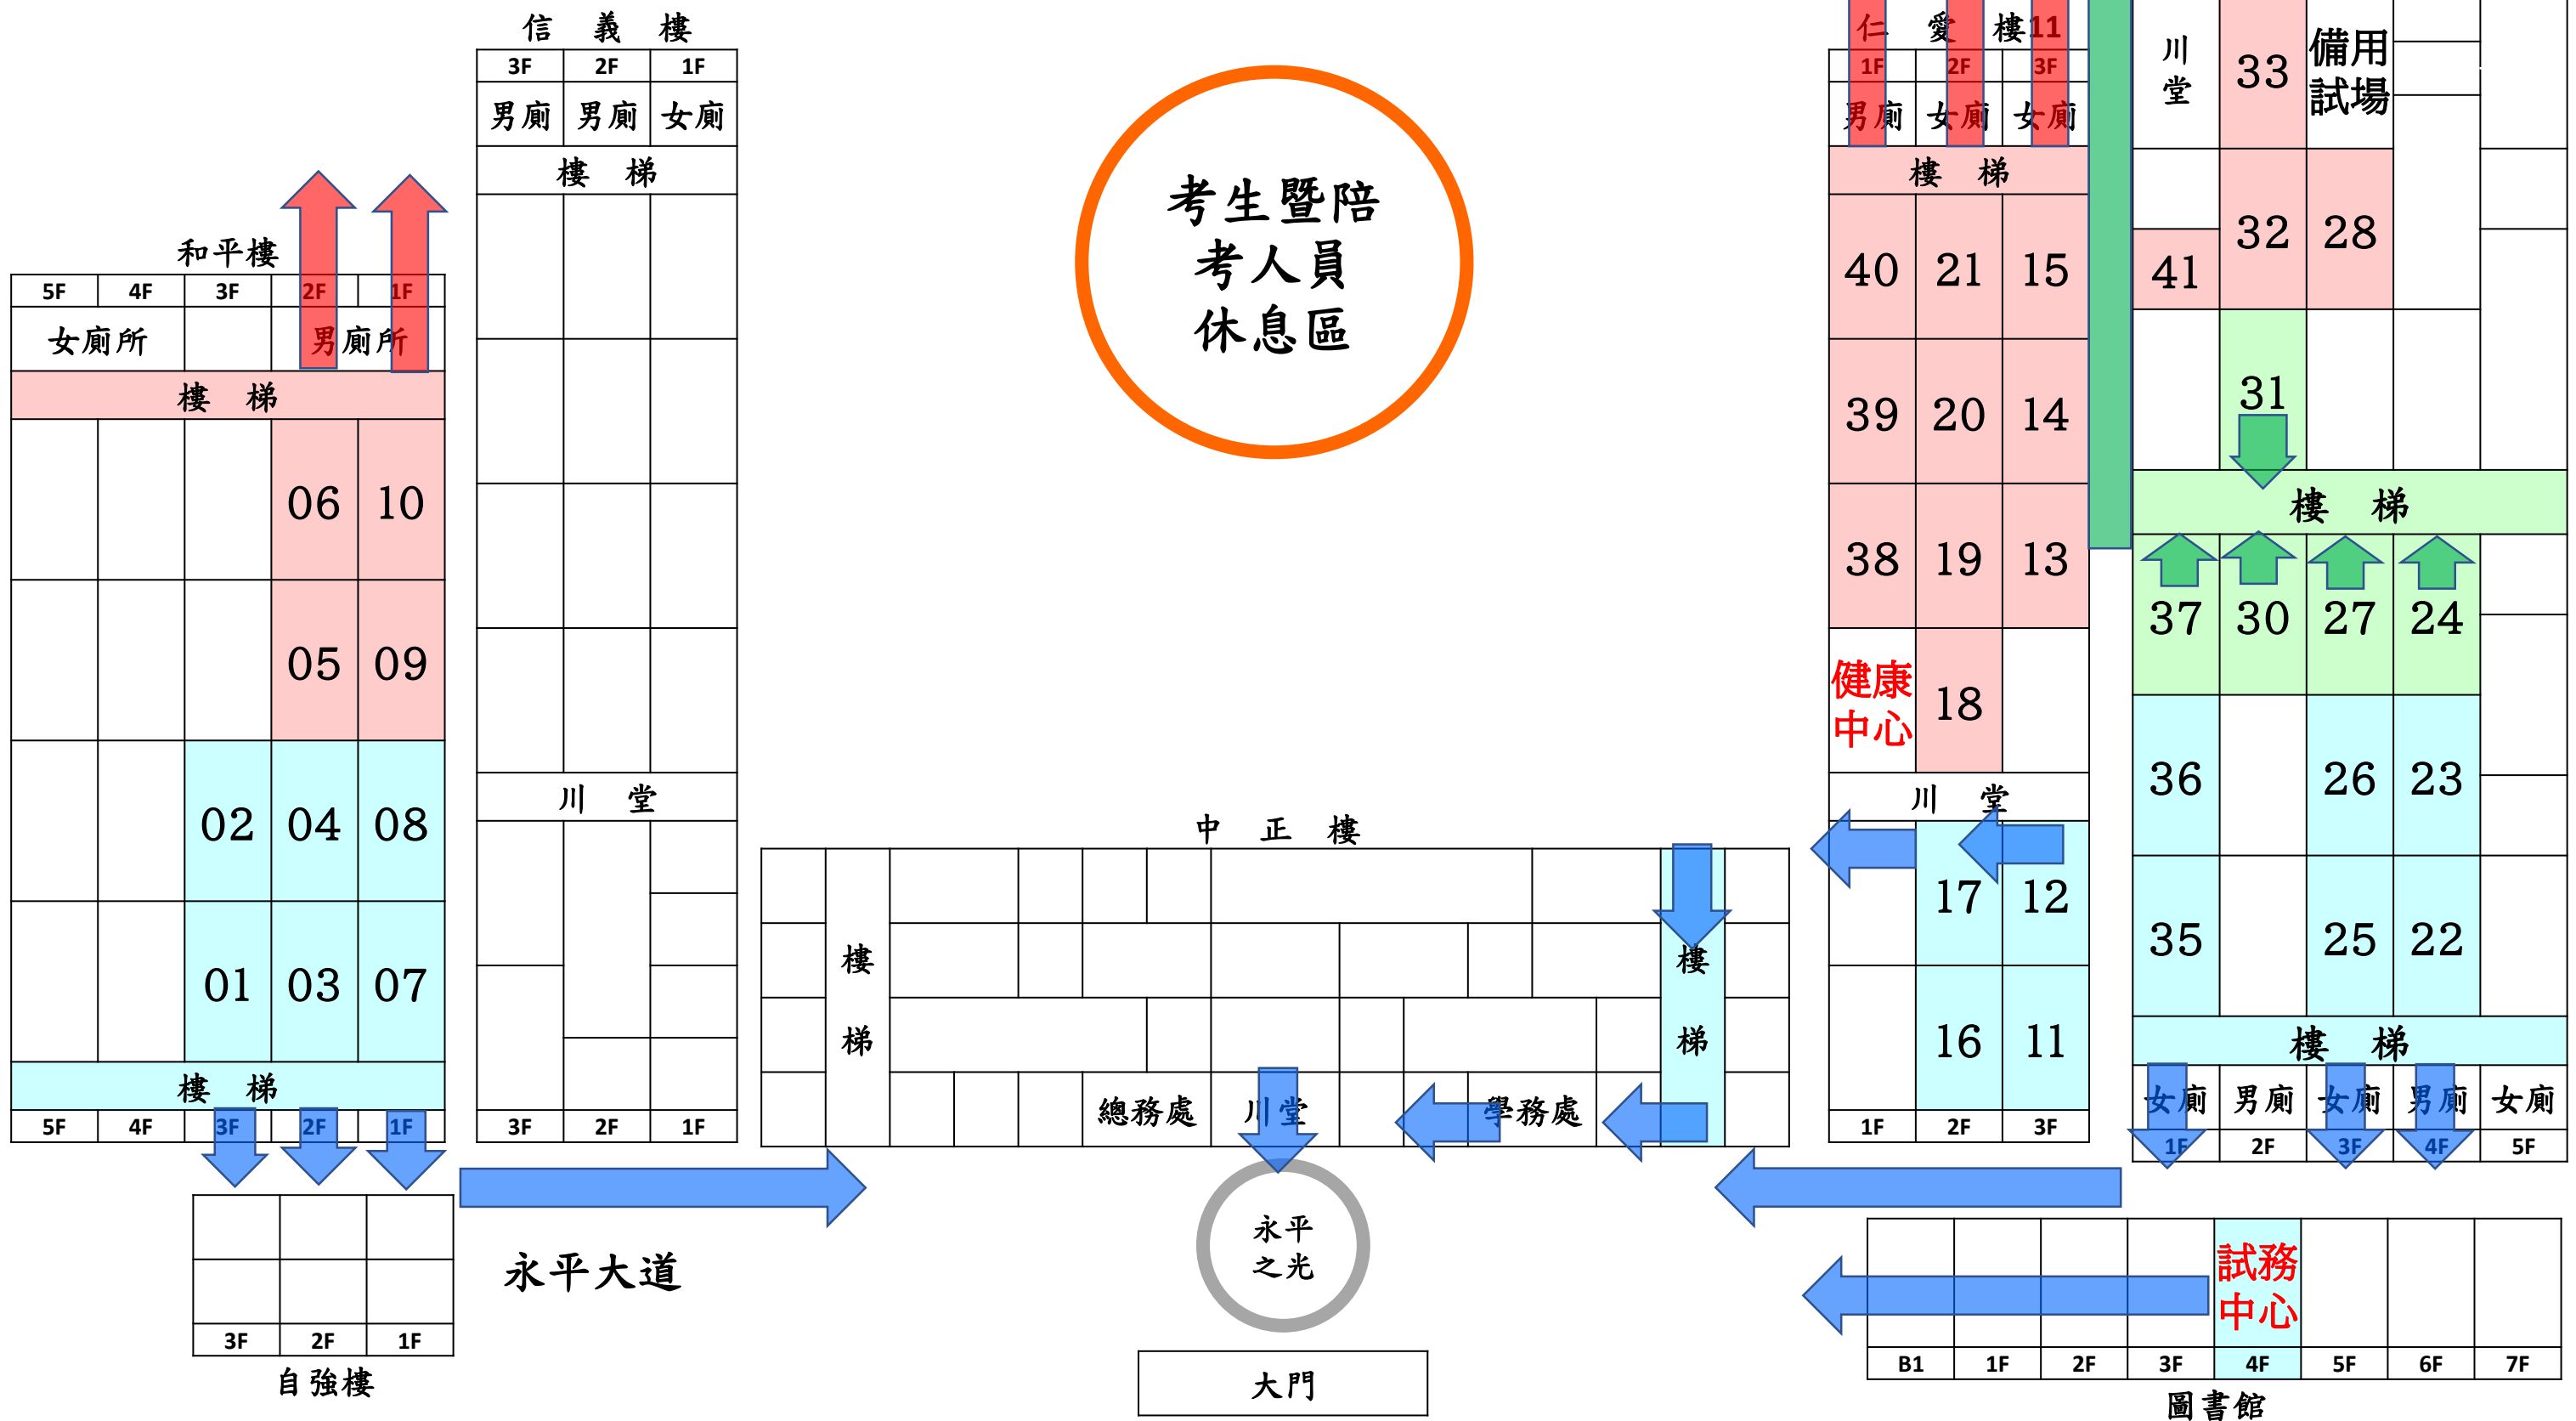 信 義 樓
3F 2F 1F
男廁 男廁 女廁
樓 梯
川 堂
3F 2F 1F
和平樓
5F 4F 3F 2F 1F
女廁所 男廁所
樓 梯
06 10
05 09
02 04 08
01 03 07
樓 梯
5F 4F 3F 2F 1F
3F 2F 1F
自強樓
永平大道
考生暨陪
考人員
休息區
中 正 樓
樓
梯
樓
梯
總務處 川堂 學務處
永平
之光
大門
仁 愛 樓11
1F 2F 3F
男廁 女廁 女廁
樓 梯
40 21 15
39 20 14
38 19 13
健康
中心
18
川 堂
17 12
16 11
1F 2F 3F
川
堂
33
備用
試場
32 28
41
31
樓 梯
37 30 27 24
36 26 23
35 25 22
樓 梯
女廁 男廁 女廁 男廁 女廁
1F 2F 3F 4F 5F
試務
中心
B1 1F 2F 3F 4F 5F 6F 7F
圖書館